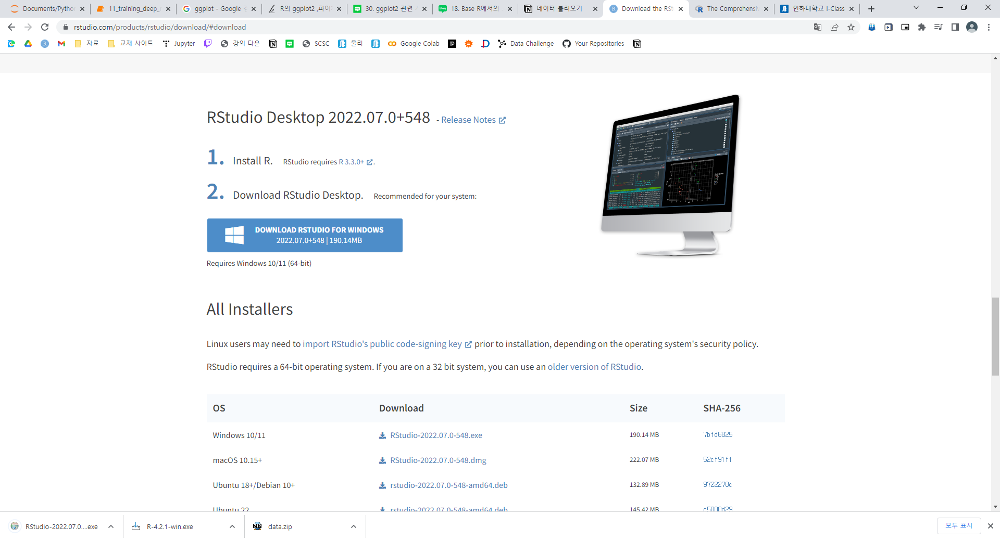 Documents/Python
11_training_deep_
ggplot - Google
R의 ggplot2 ,파이
30. ggplot2 관련
18. Base R에서의
데이터 불러오기
Download the RSt
The Comprehensiv
인하대학교 I-Class
rstudio.com/products/rstudio/download/#download
자료
교재 사이트
Jupyter
강의 다운
SCSC
물리
Google Colab
Data Challenge
Your Repositories
RStudio Desktop 2022.07.0+548 - Release Notes
1. Install R. RStudio requires R 3.3.0+.
2. Download RStudio Desktop. Recommended for your system:
DOWNLOAD RSTUDIO FOR WINDOWS
2022.07.0+548 | 190.14MB
Requires Windows 10/11 (64-bit)
All Installers
Linux users may need to import RStudio's public code-signing key prior to installation, depending on the operating system's security policy.
RStudio requires a 64-bit operating system. If you are on a 32 bit system, you can use an older version of RStudio.
OS Download Size SHA-256
Windows 10/11 RStudio-2022.07.0-548.exe 190.14 MB 7bfd6825
macOS 10.15+ RStudio-2022.07.0-548.dmg 222.07 MB 52cf91ff
Ubuntu 18+/Debian 10+ rstudio-2022.07.0-548-amd64.deb 132.89 MB 9722278c
Ubuntu 22 rstudio-2022.07.0-548-amd64.deb 145.42 MB c5888d29
RStudio-2022.07.0....exe
R-4.2.1-win.exe
ZIP
data.zip
모두 표시